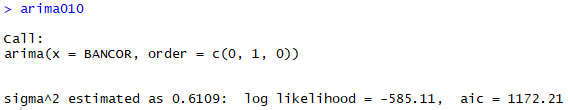 > arima010
Call:
arima(x = BANCOR, order = c(0, 1, 0))
sigma^2 estimated as 0.6109:  log likelihood = -585.11,  aic = 1172.21